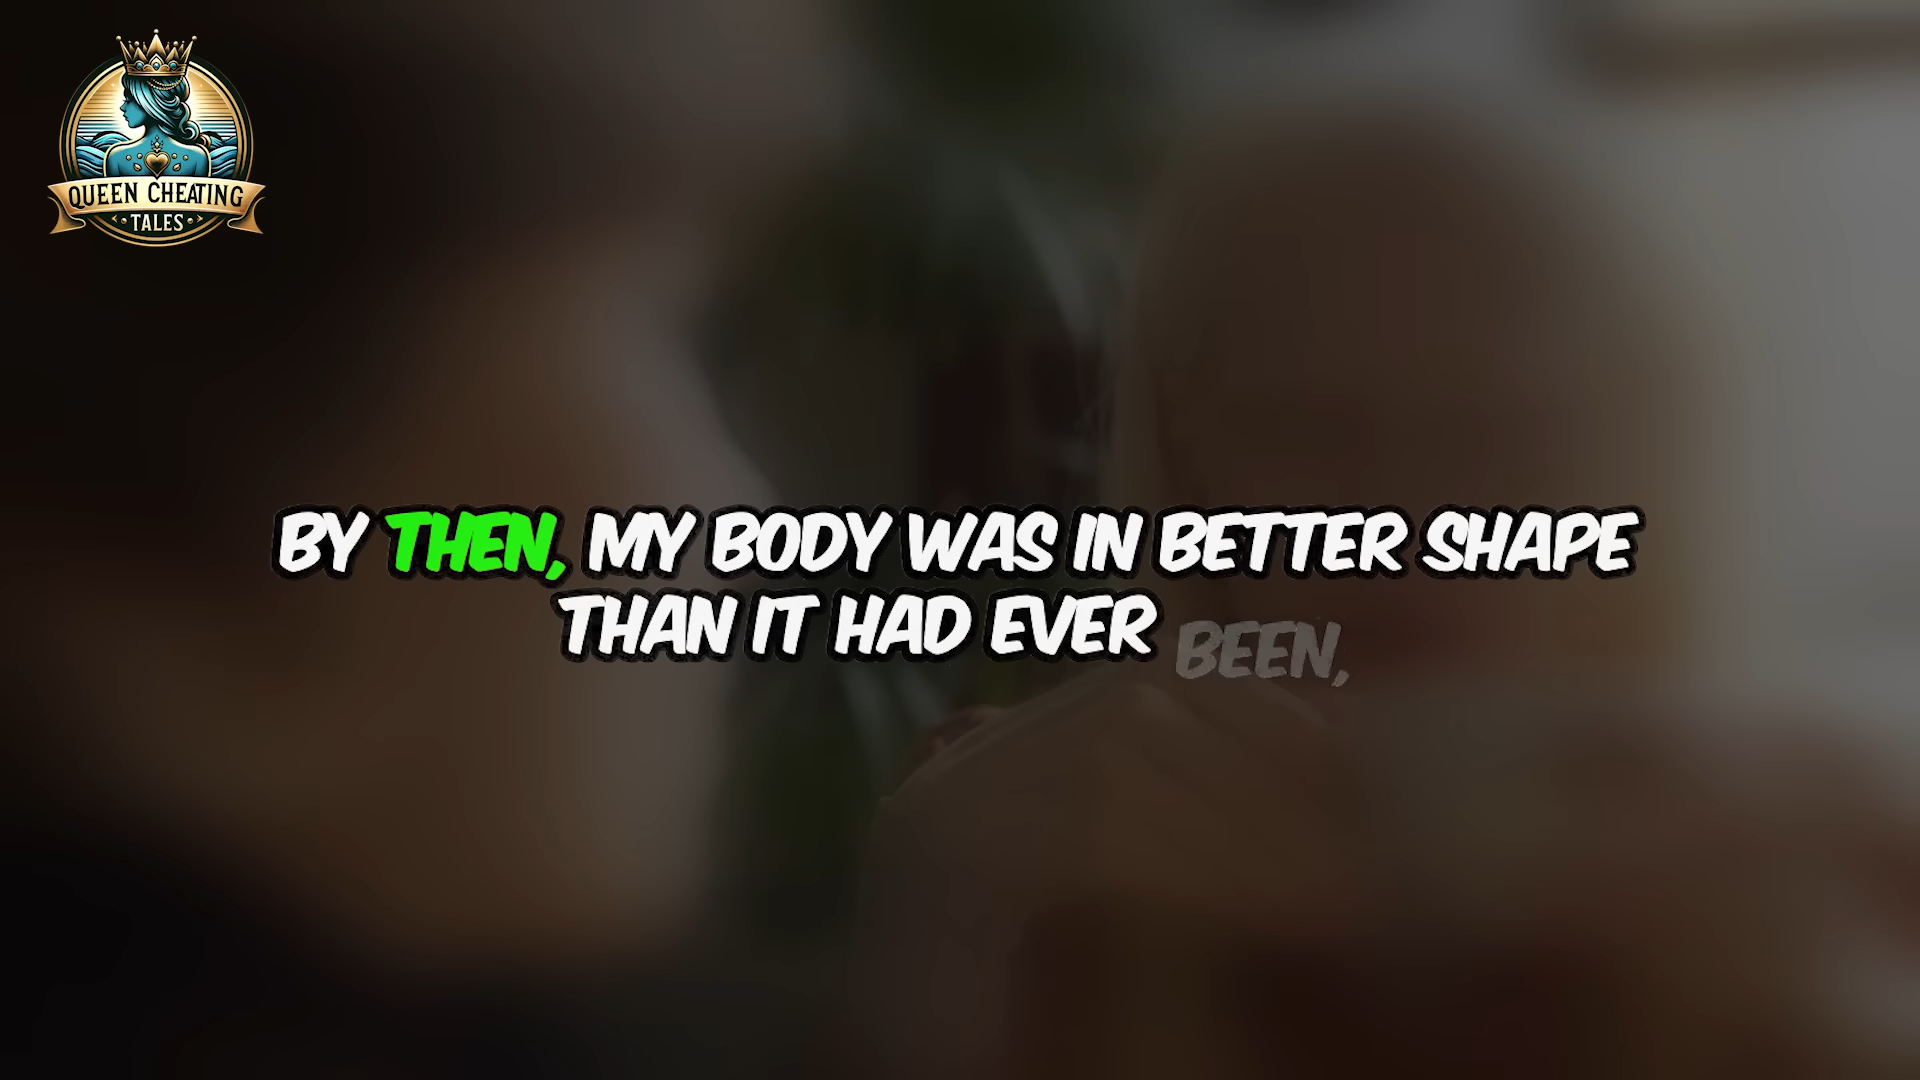 QUEEN CHEATING
TALES
BY THEN, MY BODY WAS IN BETTER SHAPE
THAN IT HAD EVER BEEN,